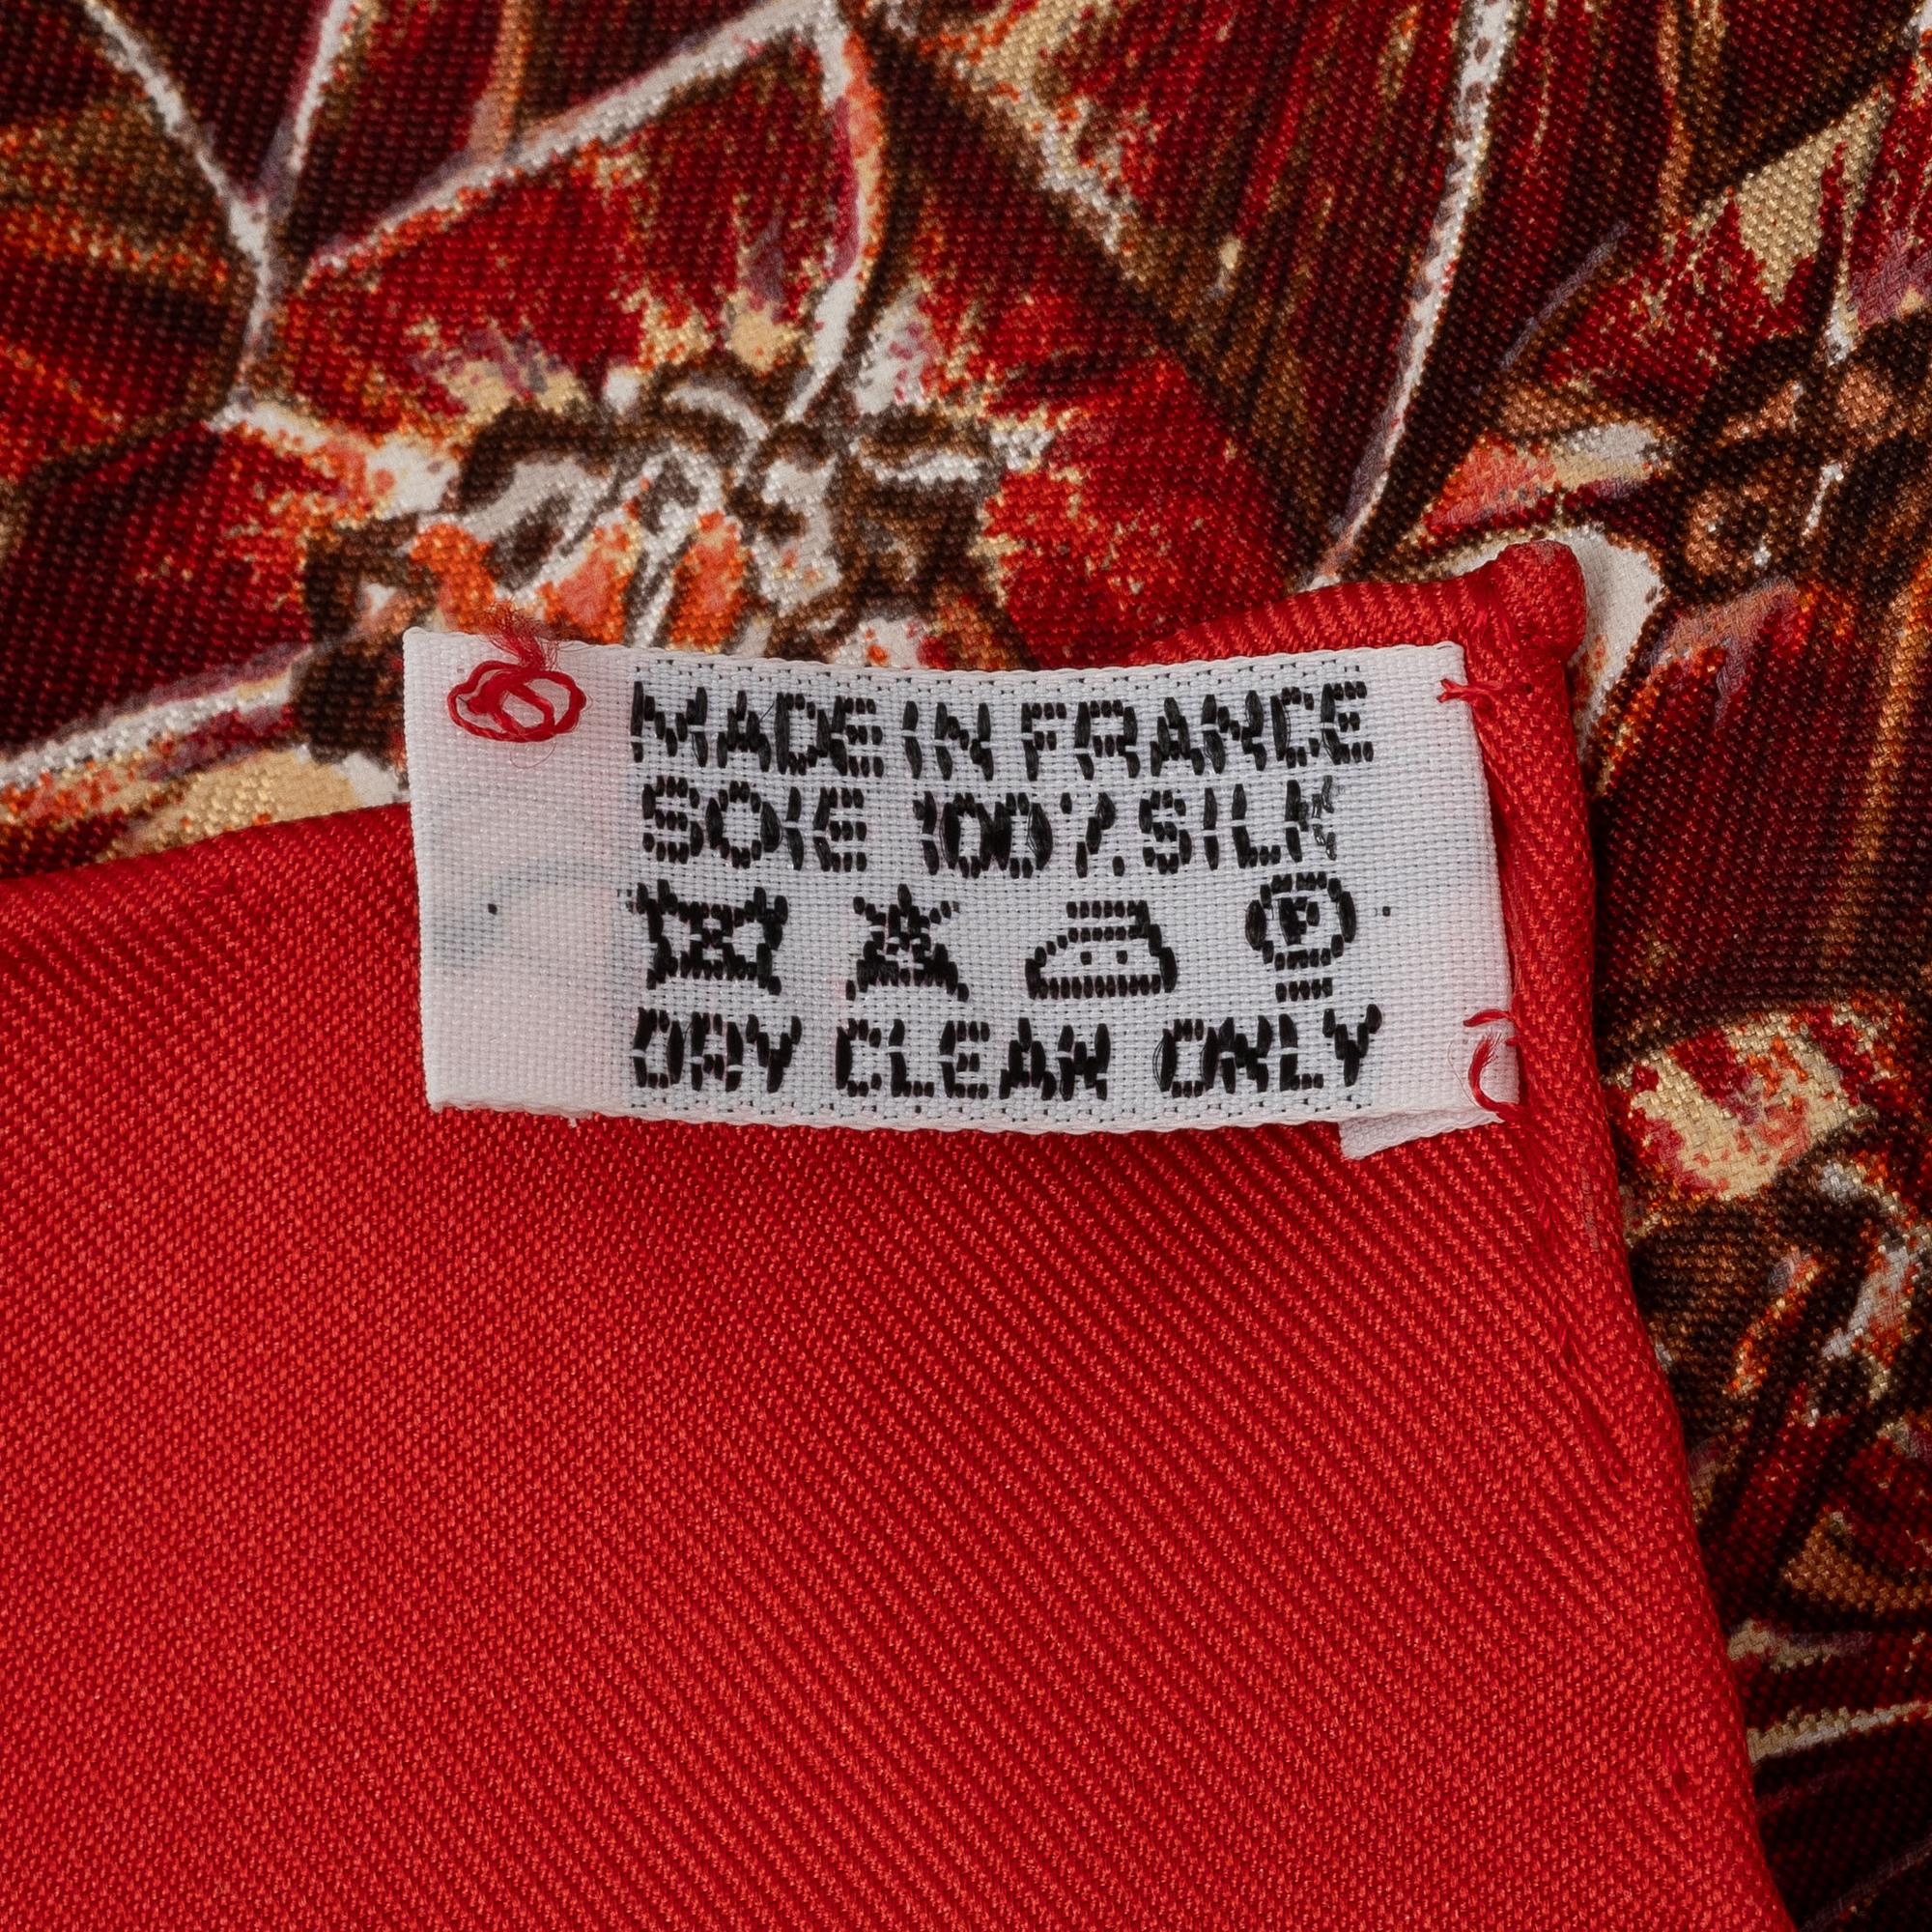 MADE IN FRANCE
SOIE 100% SILK
F
DRY CLEAN ONLY